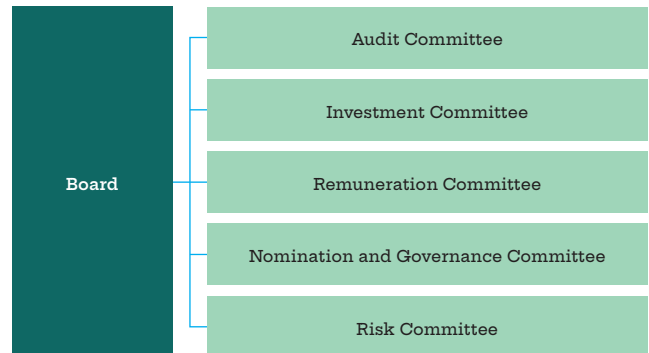 Audit Committee
Investment Committee
Board
Remuneration Committee
Nomination and Governance Committee
Risk Committee